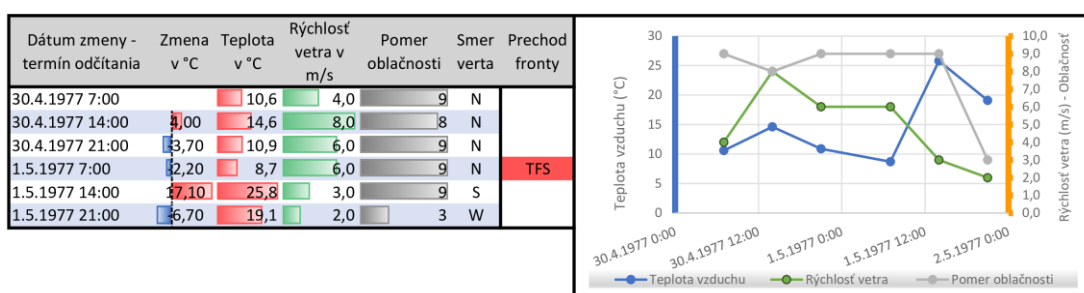 Dátum zmeny - termín odčítania Zmena v °C Teplota v °C Rýchlosť vetra v m/s Pomer oblačnosti Smer verta Prechod fronty
30.4.1977 7:00 10,6 4,0 9 N
30.4.1977 14:00 4,00 14,6 8,0 8 N
30.4.1977 21:00 -3,70 10,9 6,0 9 N
1.5.1977 7:00 -2,20 8,7 6,0 9 N TFS
1.5.1977 14:00 17,10 25,8 3,0 9 S
1.5.1977 21:00 -6,70 19,1 2,0 3 W
Teplota vzduchu (°C)
30
25
20
15
10
5
0
10,0
9,0
8,0
7,0
6,0
5,0
4,0
3,0
2,0
1,0
0,0
Rýchlosť vetra (m/s) - Oblačnosť
30.4.1977 0:00
30.4.1977 12:00
1.5.1977 0:00
1.5.1977 12:00
2.5.1977 0:00
Teplota vzduchu Rýchlosť vetra Pomer oblačnosti